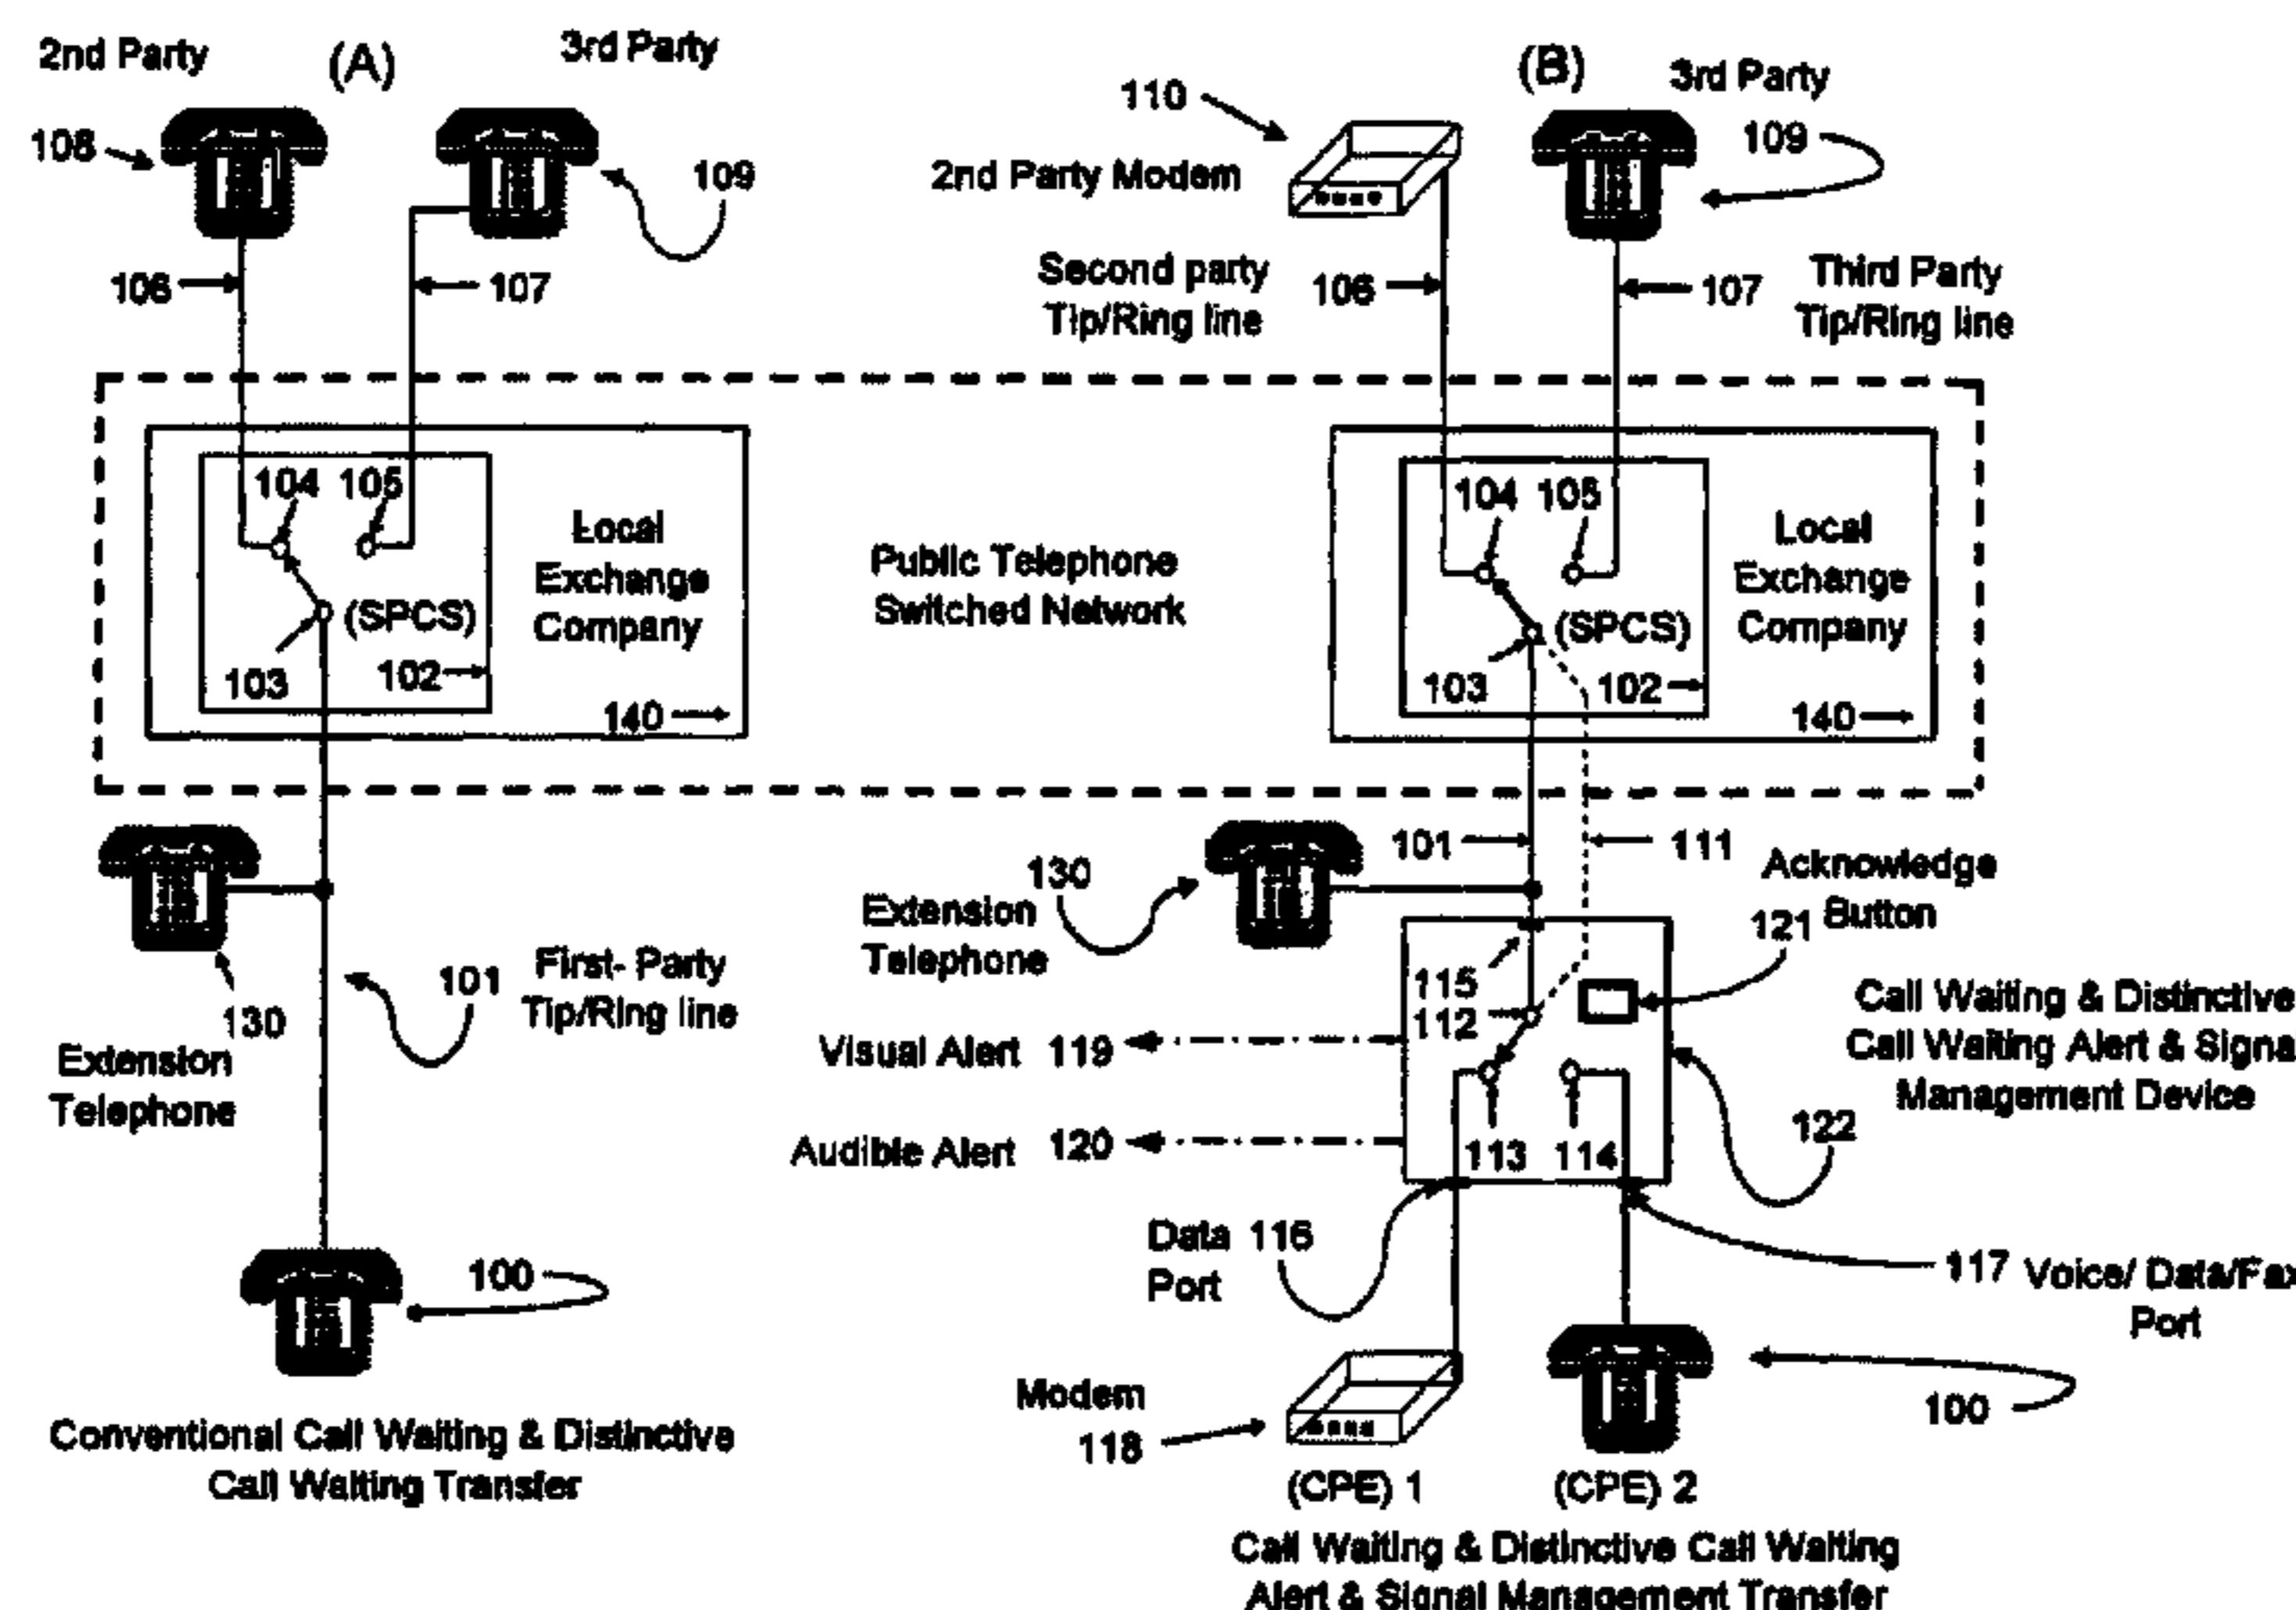 2nd Party
(A)
3rd Party
108
109
106
107
104 105
Local
Exchange
Company
(SPCS)
103
102
140
Public Telephone
Switched Network
130
Extension
Telephone
101
First- Party
Tip/Ring line
100
Conventional Call Waiting & Distinctive
Call Waiting Transfer
(B)
3rd Party
110
109
2nd Party Modem
Second party
Tip/Ring line
106
107
Third Party
Tip/Ring line
104 105
Local
Exchange
Company
(SPCS)
103
102
140
101
111
130
Extension
Telephone
Acknowledge
Button
121
115
112
Visual Alert 119
Audible Alert 120
113 114
Call Waiting & Distinctive
Call Waiting Alert & Signa
Management Device
122
Data 116
Port
117 Voice/ Data/Fax
Port
Modem
118
100
(CPE) 1
(CPE) 2
Call Waiting & Distinctive Call Waiting
Alert & Signal Management Transfer